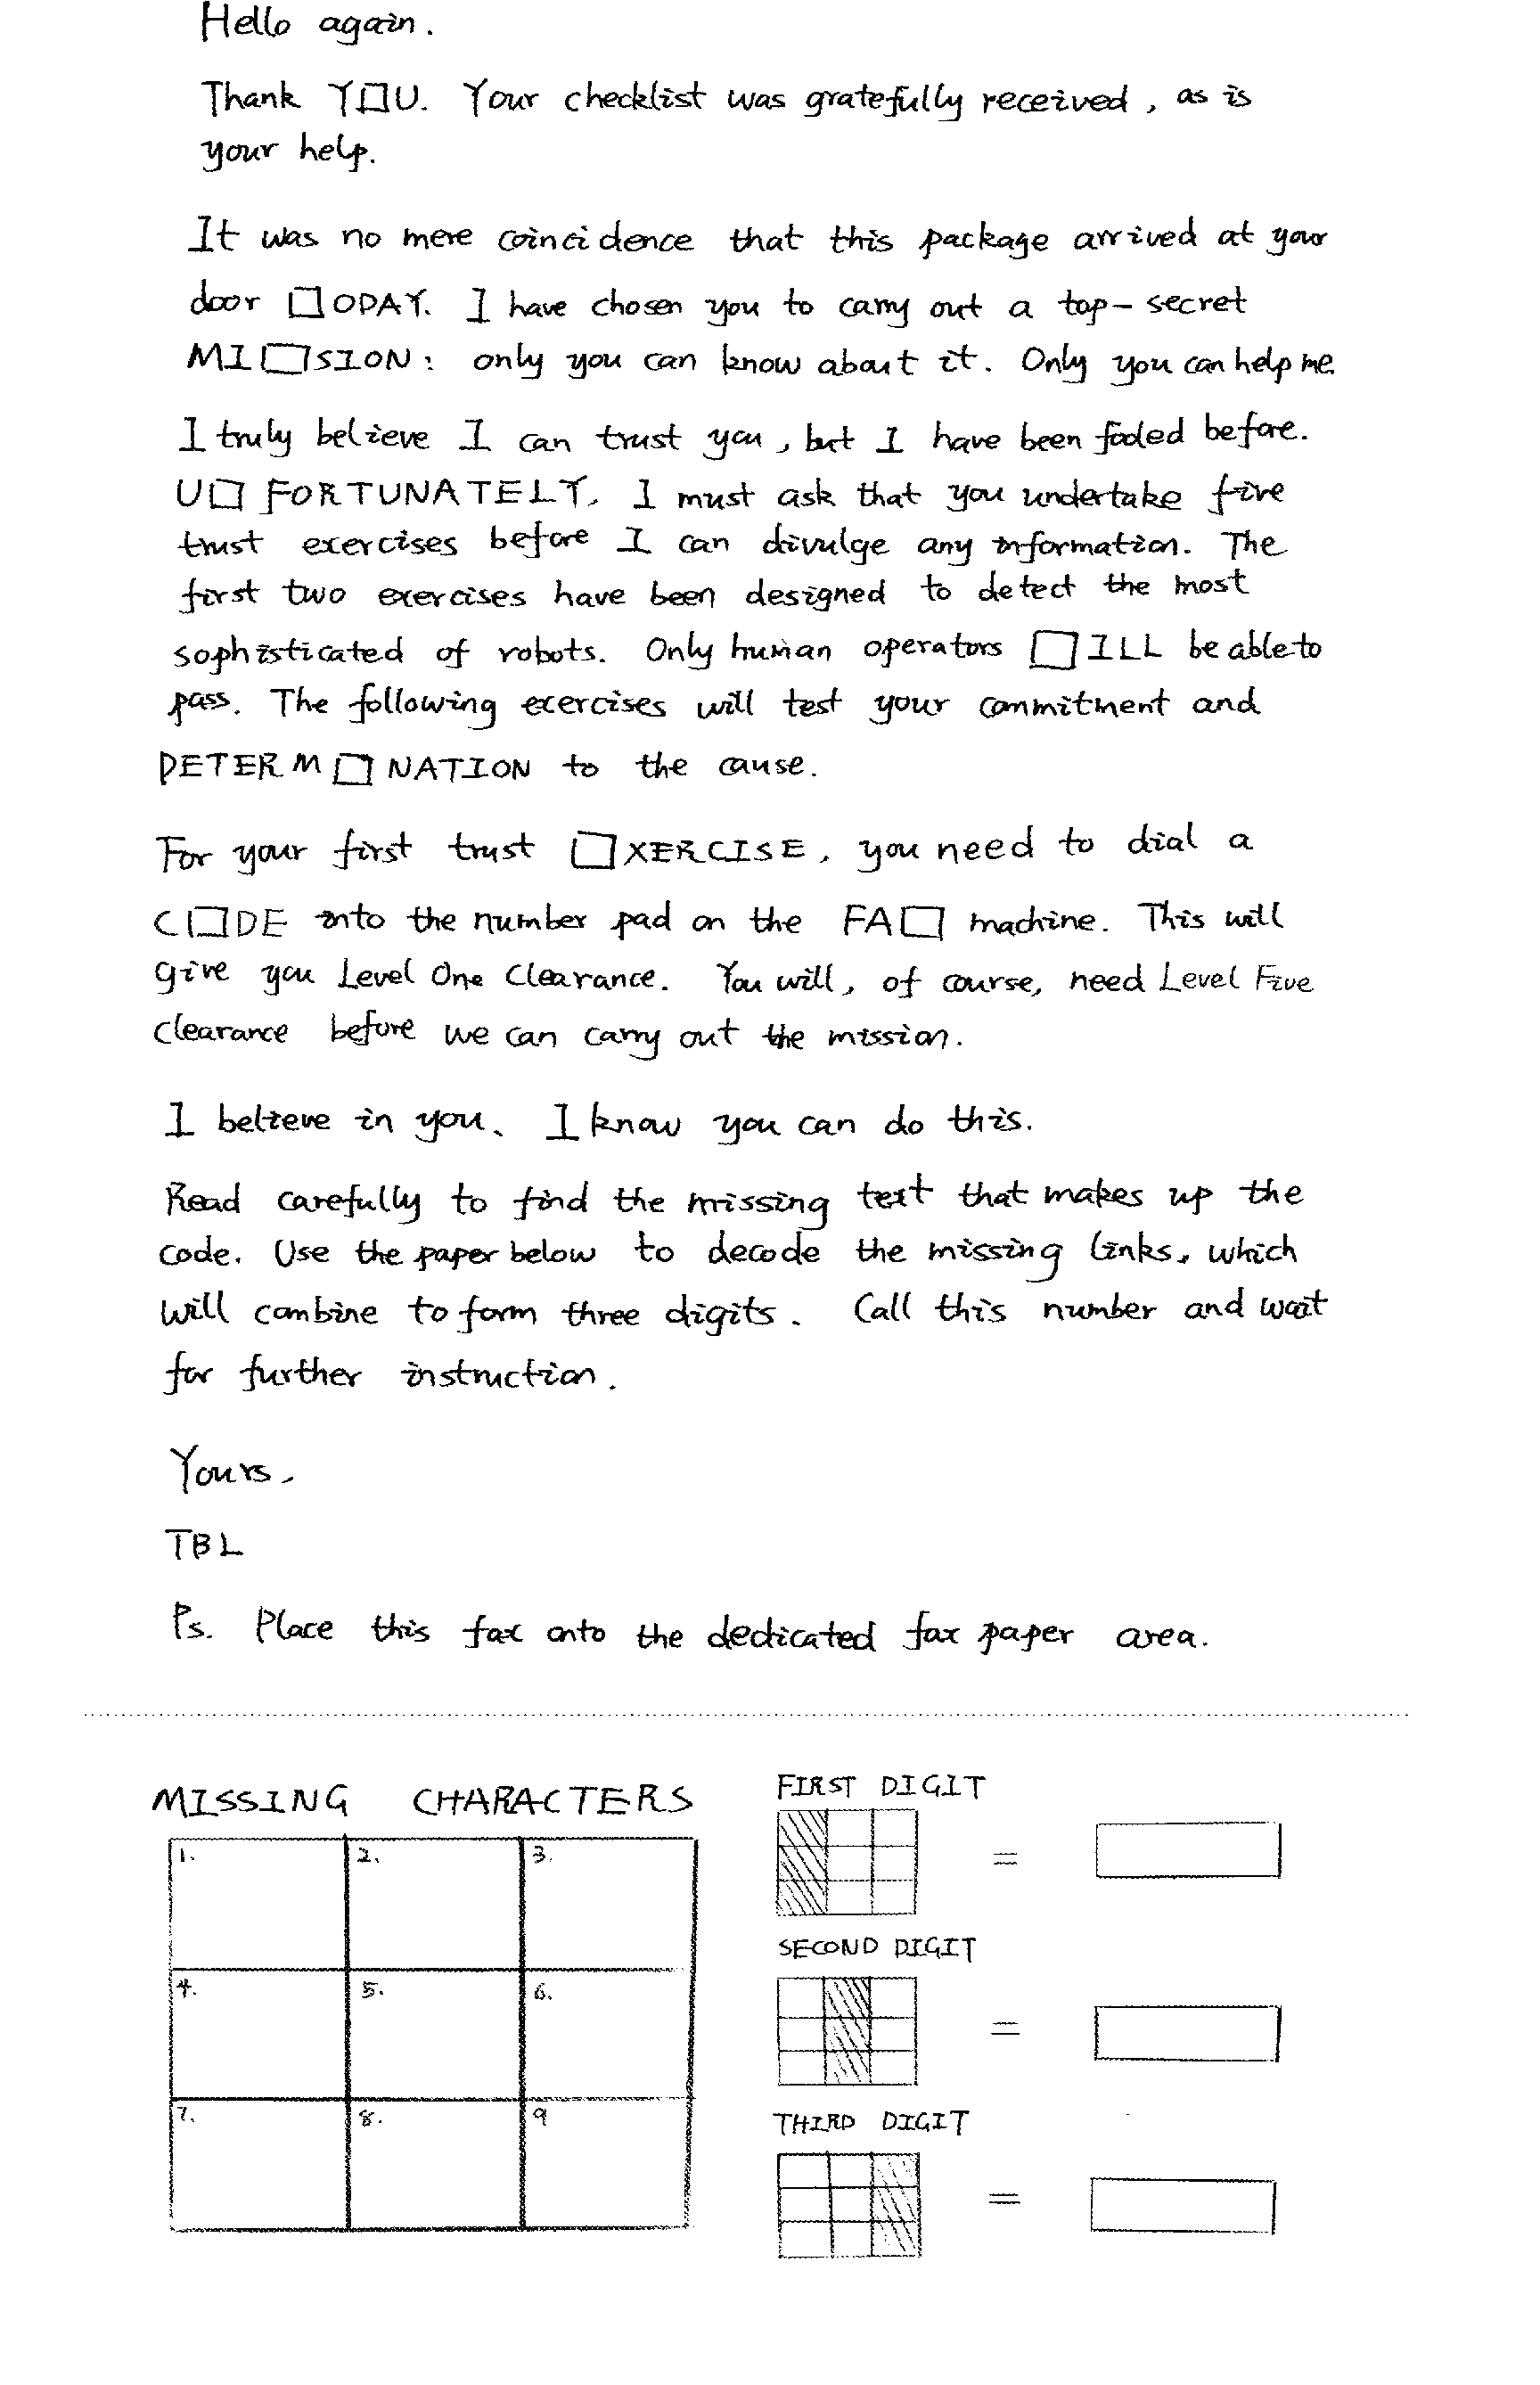 Hello again.
Thank Y□U. Your checklist was gratefully received, as is
your help.
It was no mere coincidence that this package arrived at your
door □ODAY. I have chosen you to carry out a top-secret
MI□SION: only you can know about it. Only you can help me.
I truly believe I can trust you, but I have been fooled before.
U□FORTUNATELY, I must ask that you undertake five
trust exercises before I can divulge any information. The
first two exercises have been designed to detect the most
sophisticated of robots. Only human operators □ILL be able to
pass. The following exercises will test your commitment and
DETERM□NATION to the cause.
For your first trust □XERCISE, you need to dial a
C□DE into the number pad on the FA□ machine. This will
give you Level One Clearance. You will, of course, need Level Five
Clearance before we can carry out the mission.
I believe in you. I know you can do this.
Read carefully to find the missing text that makes up the
code. Use the paper below to decode the missing links, which
will combine to form three digits. Call this number and wait
for further instruction.
Yours,
TBL
Ps. Place this fax onto the dedicated fax paper area.
MISSING CHARACTERS
1. 2. 3.
4. 5. 6.
7. 8. 9
FIRST DIGIT
=
SECOND DIGIT
=
THIRD DIGIT
=